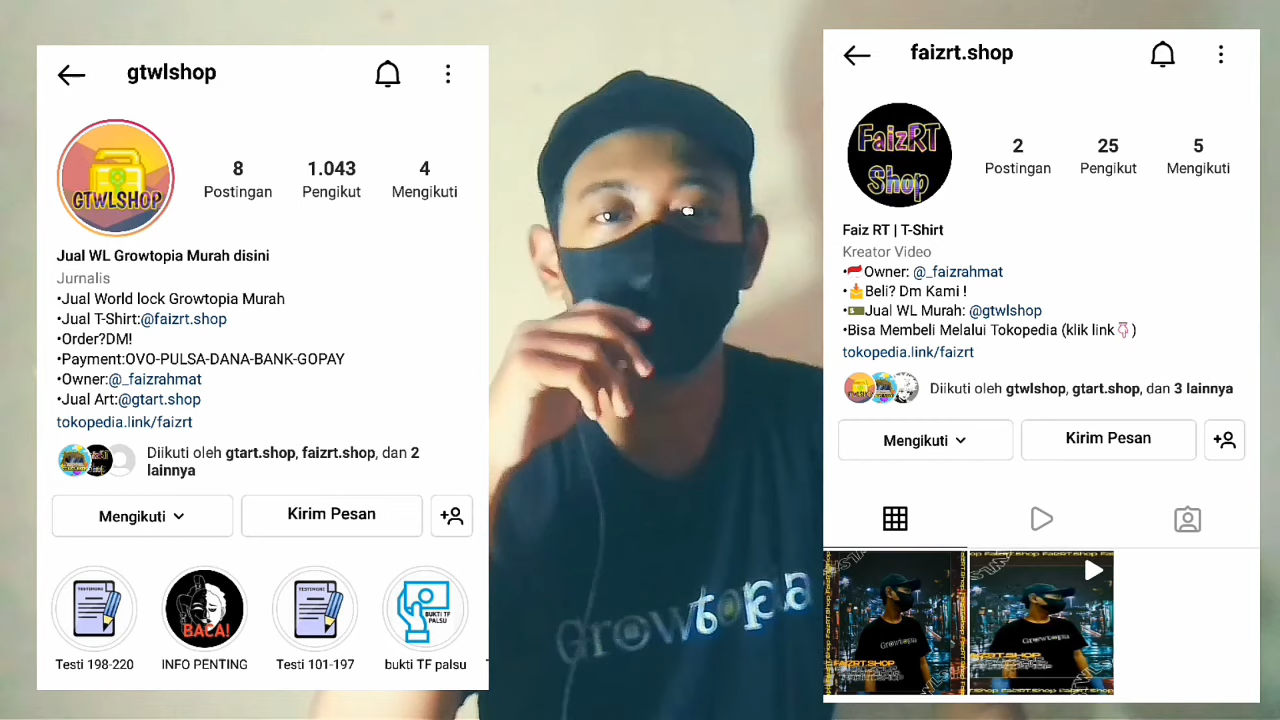 gtwlshop
GTWLSHOP
8
1.043
4
Postingan
Pengikut
Mengikuti
Jual WL Growtopia Murah disini
Jurnalis
•Jual World lock Growtopia Murah
•Jual T-Shirt:@faizrt.shop
•Order?DM!
•Payment:OVO-PULSA-DANA-BANK-GOPAY
•Owner:@_faizrahmat
•Jual Art:@gtart.shop
tokopedia.link/faizrt
Diikuti oleh gtart.shop, faizrt.shop, dan 2
lainnya
Mengikuti
Kirim Pesan
TESTIMONI
BACA!
TESTIMONI
BUKTI TF
PALSU
Testi 198-220
INFO PENTING
Testi 101-197
bukti TF palsu
Growtopia
faizrt.shop
FaizRT
Shop
2
25
5
Postingan
Pengikut
Mengikuti
Faiz RT | T-Shirt
Kreator Video
•🇮🇩Owner: @_faizrahmat
•📥Beli? Dm Kami !
•💵Jual WL Murah: @gtwlshop
•Bisa Membeli Melalui Tokopedia (klik link👇)
tokopedia.link/faizrt
Diikuti oleh gtwlshop, gtart.shop, dan 3 lainnya
Mengikuti
Kirim Pesan
Growtopia
FAIZRT.SHOP
Growtopia
FAIZRT.SHOP